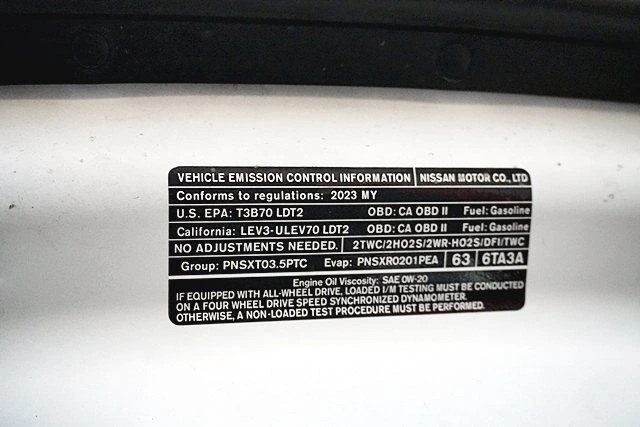 VEHICLE EMISSION CONTROL INFORMATION NISSAN MOTOR CO., LTD
Conforms to regulations: 2023 MY
U.S. EPA: T3B70 LDT2 OBD: CA OBD II Fuel: Gasoline
California: LEV3-ULEV70 LDT2 OBD: CA OBD II Fuel: Gasoline
NO ADJUSTMENTS NEEDED. 2TWC/2HO2S/2WR-HO2S/DFI/TWC
Group: PNSXT03.5PTC Evap: PNSXR0201PEA 63 6TA3A
Engine Oil Viscosity: SAE 0W-20
IF EQUIPPED WITH ALL-WHEEL DRIVE, LOADED I/M TESTING MUST BE CONDUCTED
ON A FOUR WHEEL DRIVE SPEED SYNCHRONIZED DYNAMOMETER.
OTHERWISE, A NON-LOADED TEST PROCEDURE MUST BE PERFORMED.